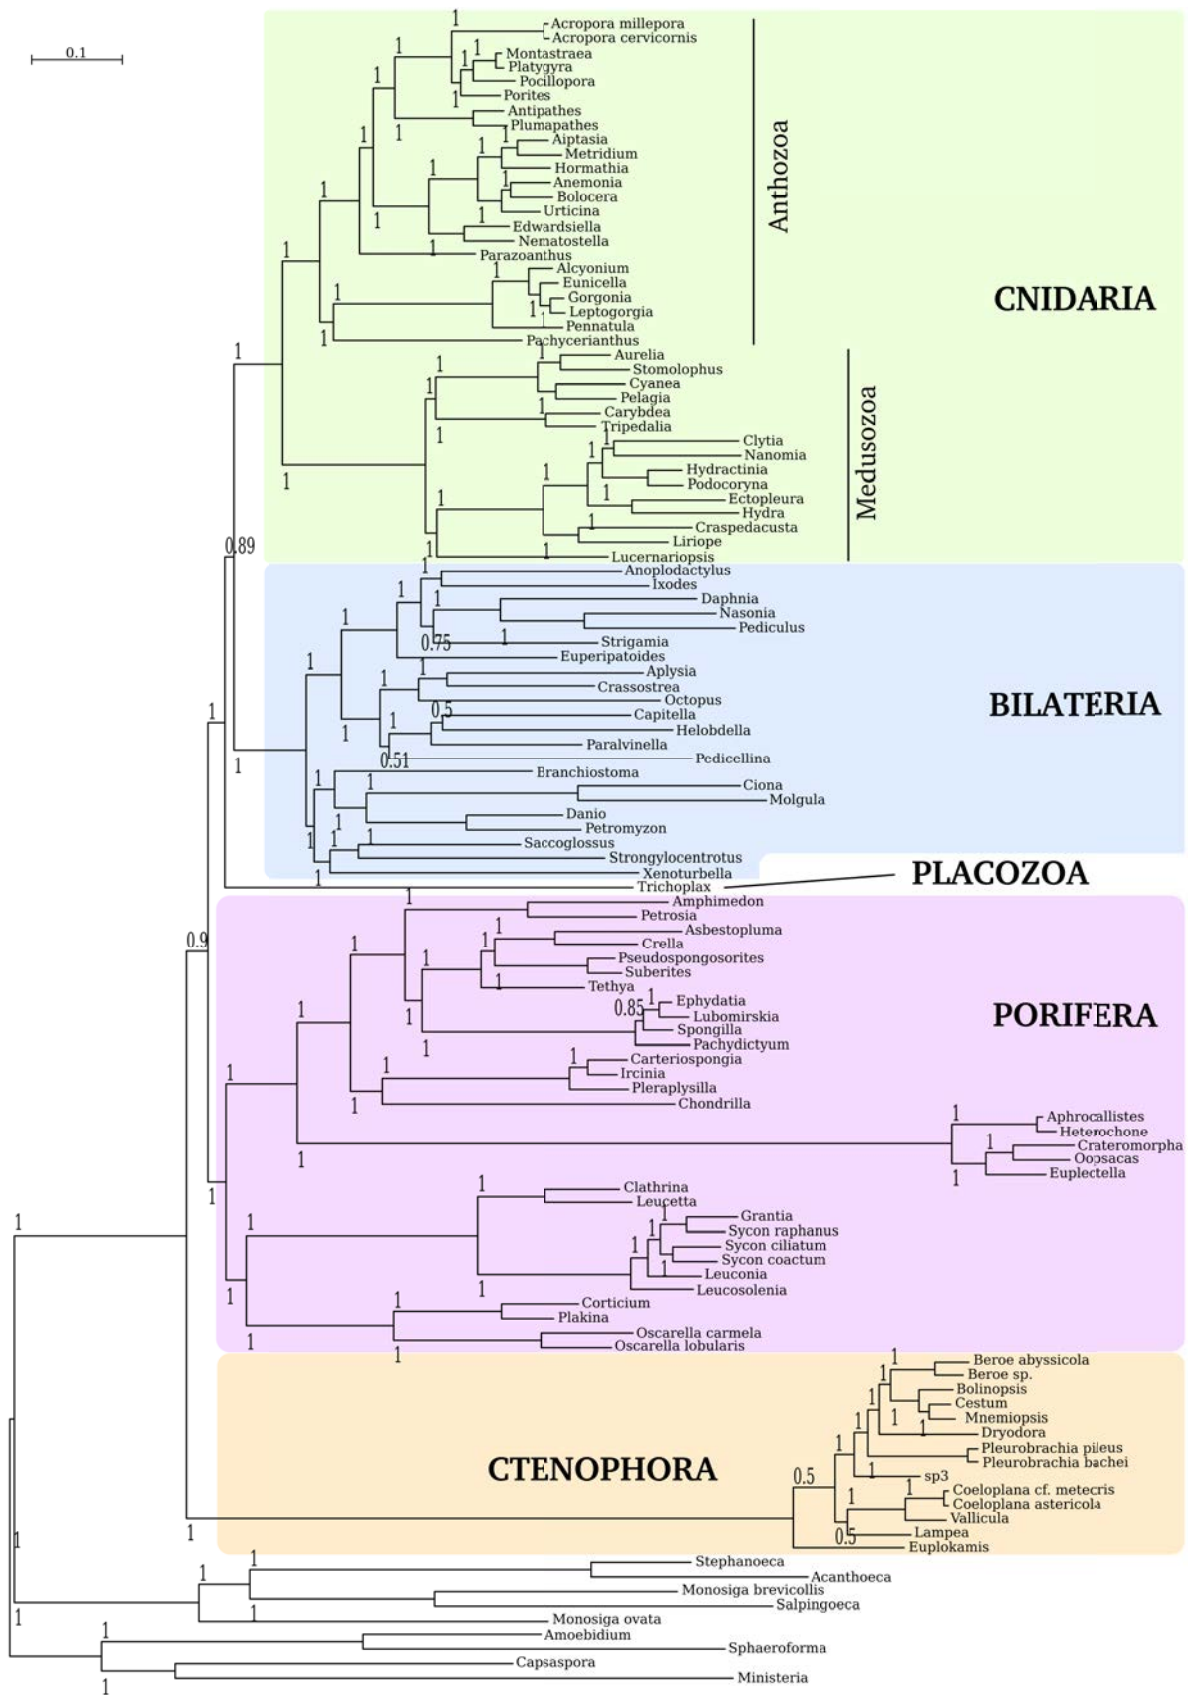 0.1
Acropora millepora
Acropora cervicornis
Montastraea
Platygyra
Pocillopora
Porites
Antipathes
Plumapathes
Aiptasia
Metridium
Hormathia
Anemonia
Bolocera
Urticina
Edwardsiella
Nematostella
Parazoanthus
Alcyonium
Eunicella
Gorgonia
Leptogorgia
Pennatula
Pachycerianthus
Anthozoa
CNIDARIA
Aurelia
Stomolophus
Cyanea
Pelagia
Carybdea
Tripedalia
Clytia
Nanomia
Hydractinia
Podocoryna
Ectopleura
Hydra
Craspedacusta
Liriope
Lucernariopsis
Medusozoa
0.89
Anoplodactylus
Ixodes
Daphnia
Nasonia
Pediculus
0.75
Strigamia
Euperipatoides
Aplysia
Crassostrea
Octopus
0.5
Capitella
Helobdella
Paralvinella
0.51
Pedicellina
Branchiostoma
Ciona
Molgula
Danio
Petromyzon
Saccoglossus
Strongylocentrotus
Xenoturbella
BILATERIA
Trichoplax
PLACOZOA
0.9
Amphimedon
Petrosia
Asbestopluma
Crella
Pseudospongosorites
Suberites
Tethya
0.85
Ephydatia
Lubomirskia
Spongilla
Pachydictyum
Carteriospongia
Ircinia
Pleraplysilla
Chondrilla
PORIFERA
Aphrocallistes
Heterochone
Crateromorpha
Oopsacas
Euplectella
Clathrina
Leucetta
Grantia
Sycon raphanus
Sycon ciliatum
Sycon coactum
Leuconia
Leucosolenia
Corticium
Plakina
Oscarella carmela
Oscarella lobularis
Beroe abyssicola
Beroe sp.
Bolinopsis
Cestum
Mnemiopsis
Dryodora
Pleurobrachia pileus
Pleurobrachia bachei
sp3
0.5
Coeloplana cf. metecris
Coeloplana astericola
Vallicula
0.5
Lampea
Euplokamis
CTENOPHORA
Stephanoeca
Acanthoeca
Monosiga brevicollis
Salpingoeca
Monosiga ovata
Amoebidium
Sphaeroforma
Capsaspora
Ministeria